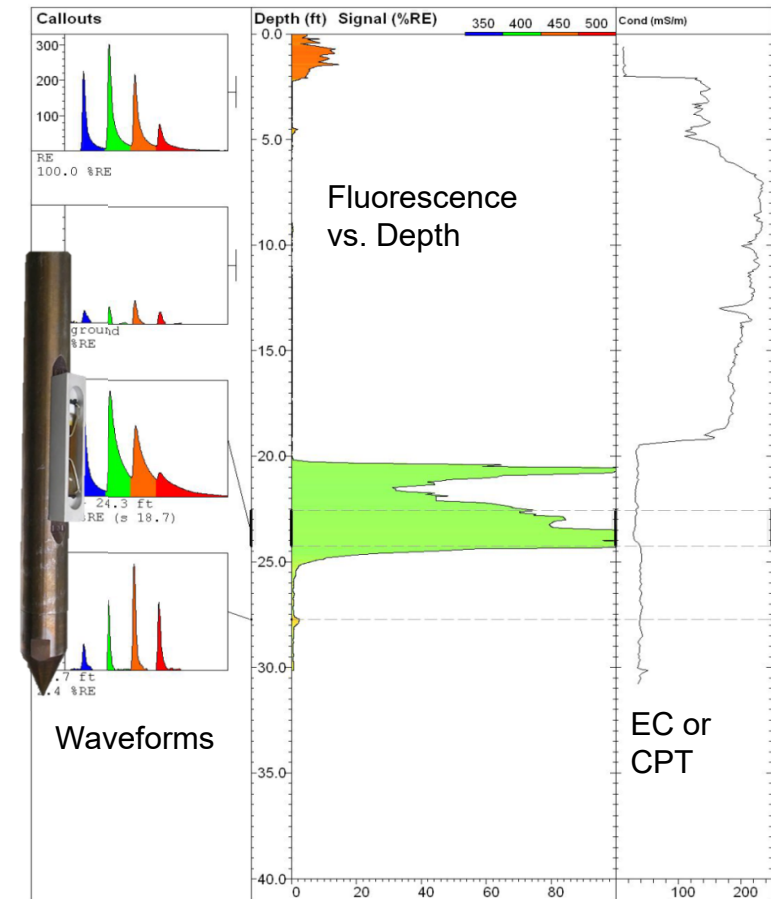 Callouts
Depth (ft) Signal (%RE)
350 400 450 500
Cond (mS/m)
300
200
100
RE
100.0 %RE
ground
%RE
24.3 ft
RE (s 18.7)
.7 ft
.4 %RE
Waveforms
0.0
5.0
10.0
15.0
20.0
25.0
30.0
35.0
40.0
Fluorescence
vs. Depth
0 20 40 60 80
EC or
CPT
100 200